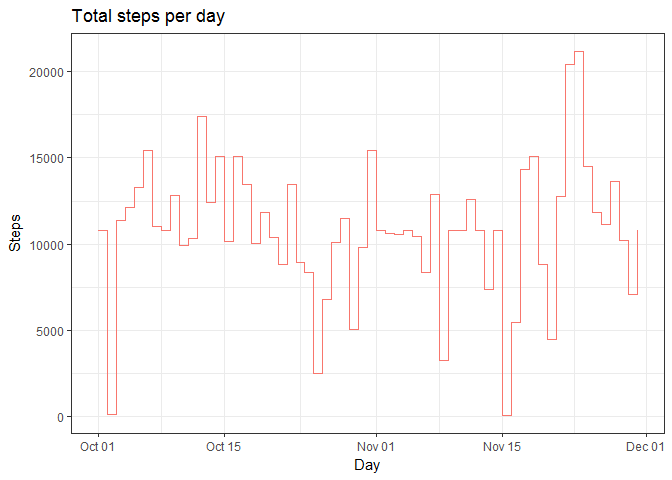 Total steps per day
20000
15000
10000
5000
0
Steps
Oct 01
Oct 15
Nov 01
Nov 15
Dec 01
Day